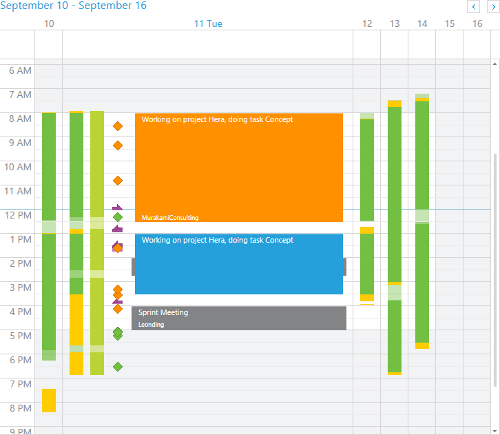 September 10 - September 16
10
11 Tue
12
13
14
15
16
6 AM
7 AM
8 AM
9 AM
10 AM
11 AM
12 PM
1 PM
2 PM
3 PM
4 PM
5 PM
6 PM
7 PM
8 PM
9 PM
Working on project Hera, doing task Concept
MurakamiConsulting
Working on project Hera, doing task Concept
Sprint Meeting
Leonding